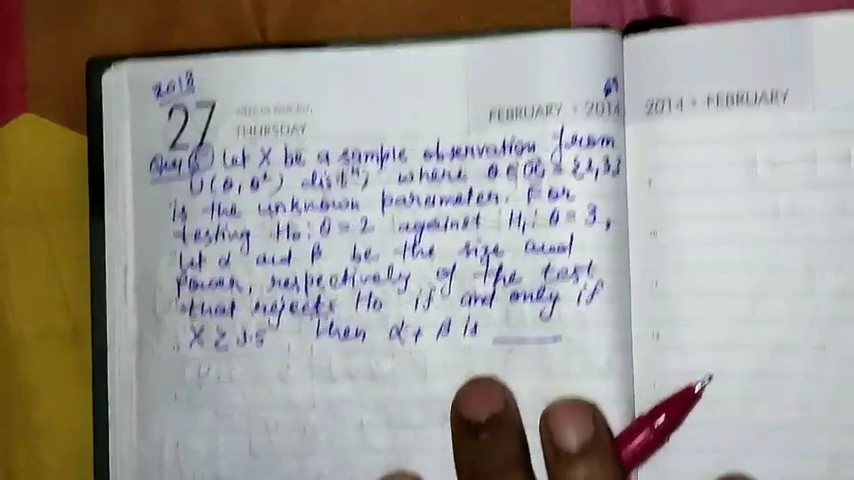 2018
27
THURSDAY
FEBRUARY • 2014
2014 • FEBRUARY
Let X be a sample observation from
U(θ, θ²) distⁿ, where θ ∈ Θ = {2,3}
is the unknown parameter. For
testing H₀: θ = 2 against H₁: θ = 3,
let α and β be the size and
power, respectively of the test
that rejects H₀ if and only if
X ≥ 3.5 Then α + β is